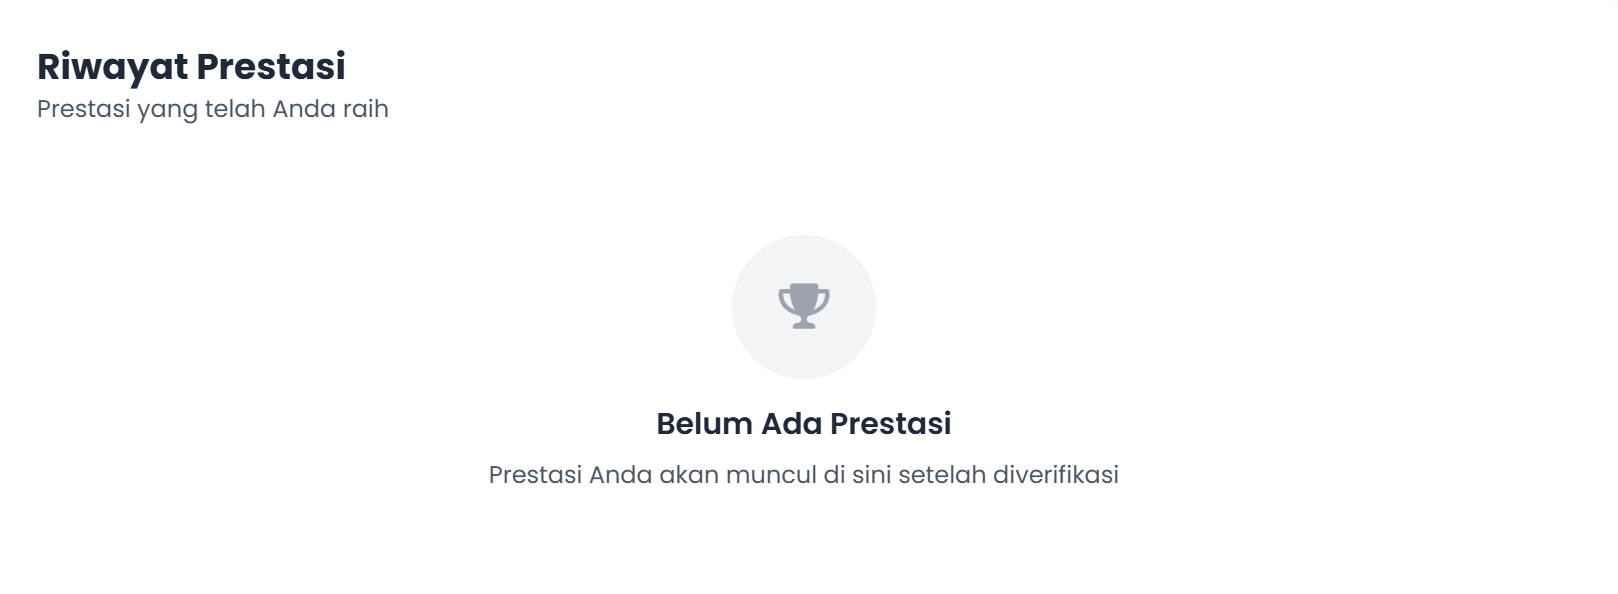 Riwayat Prestasi
Prestasi yang telah Anda raih
Belum Ada Prestasi
Prestasi Anda akan muncul di sini setelah diverifikasi